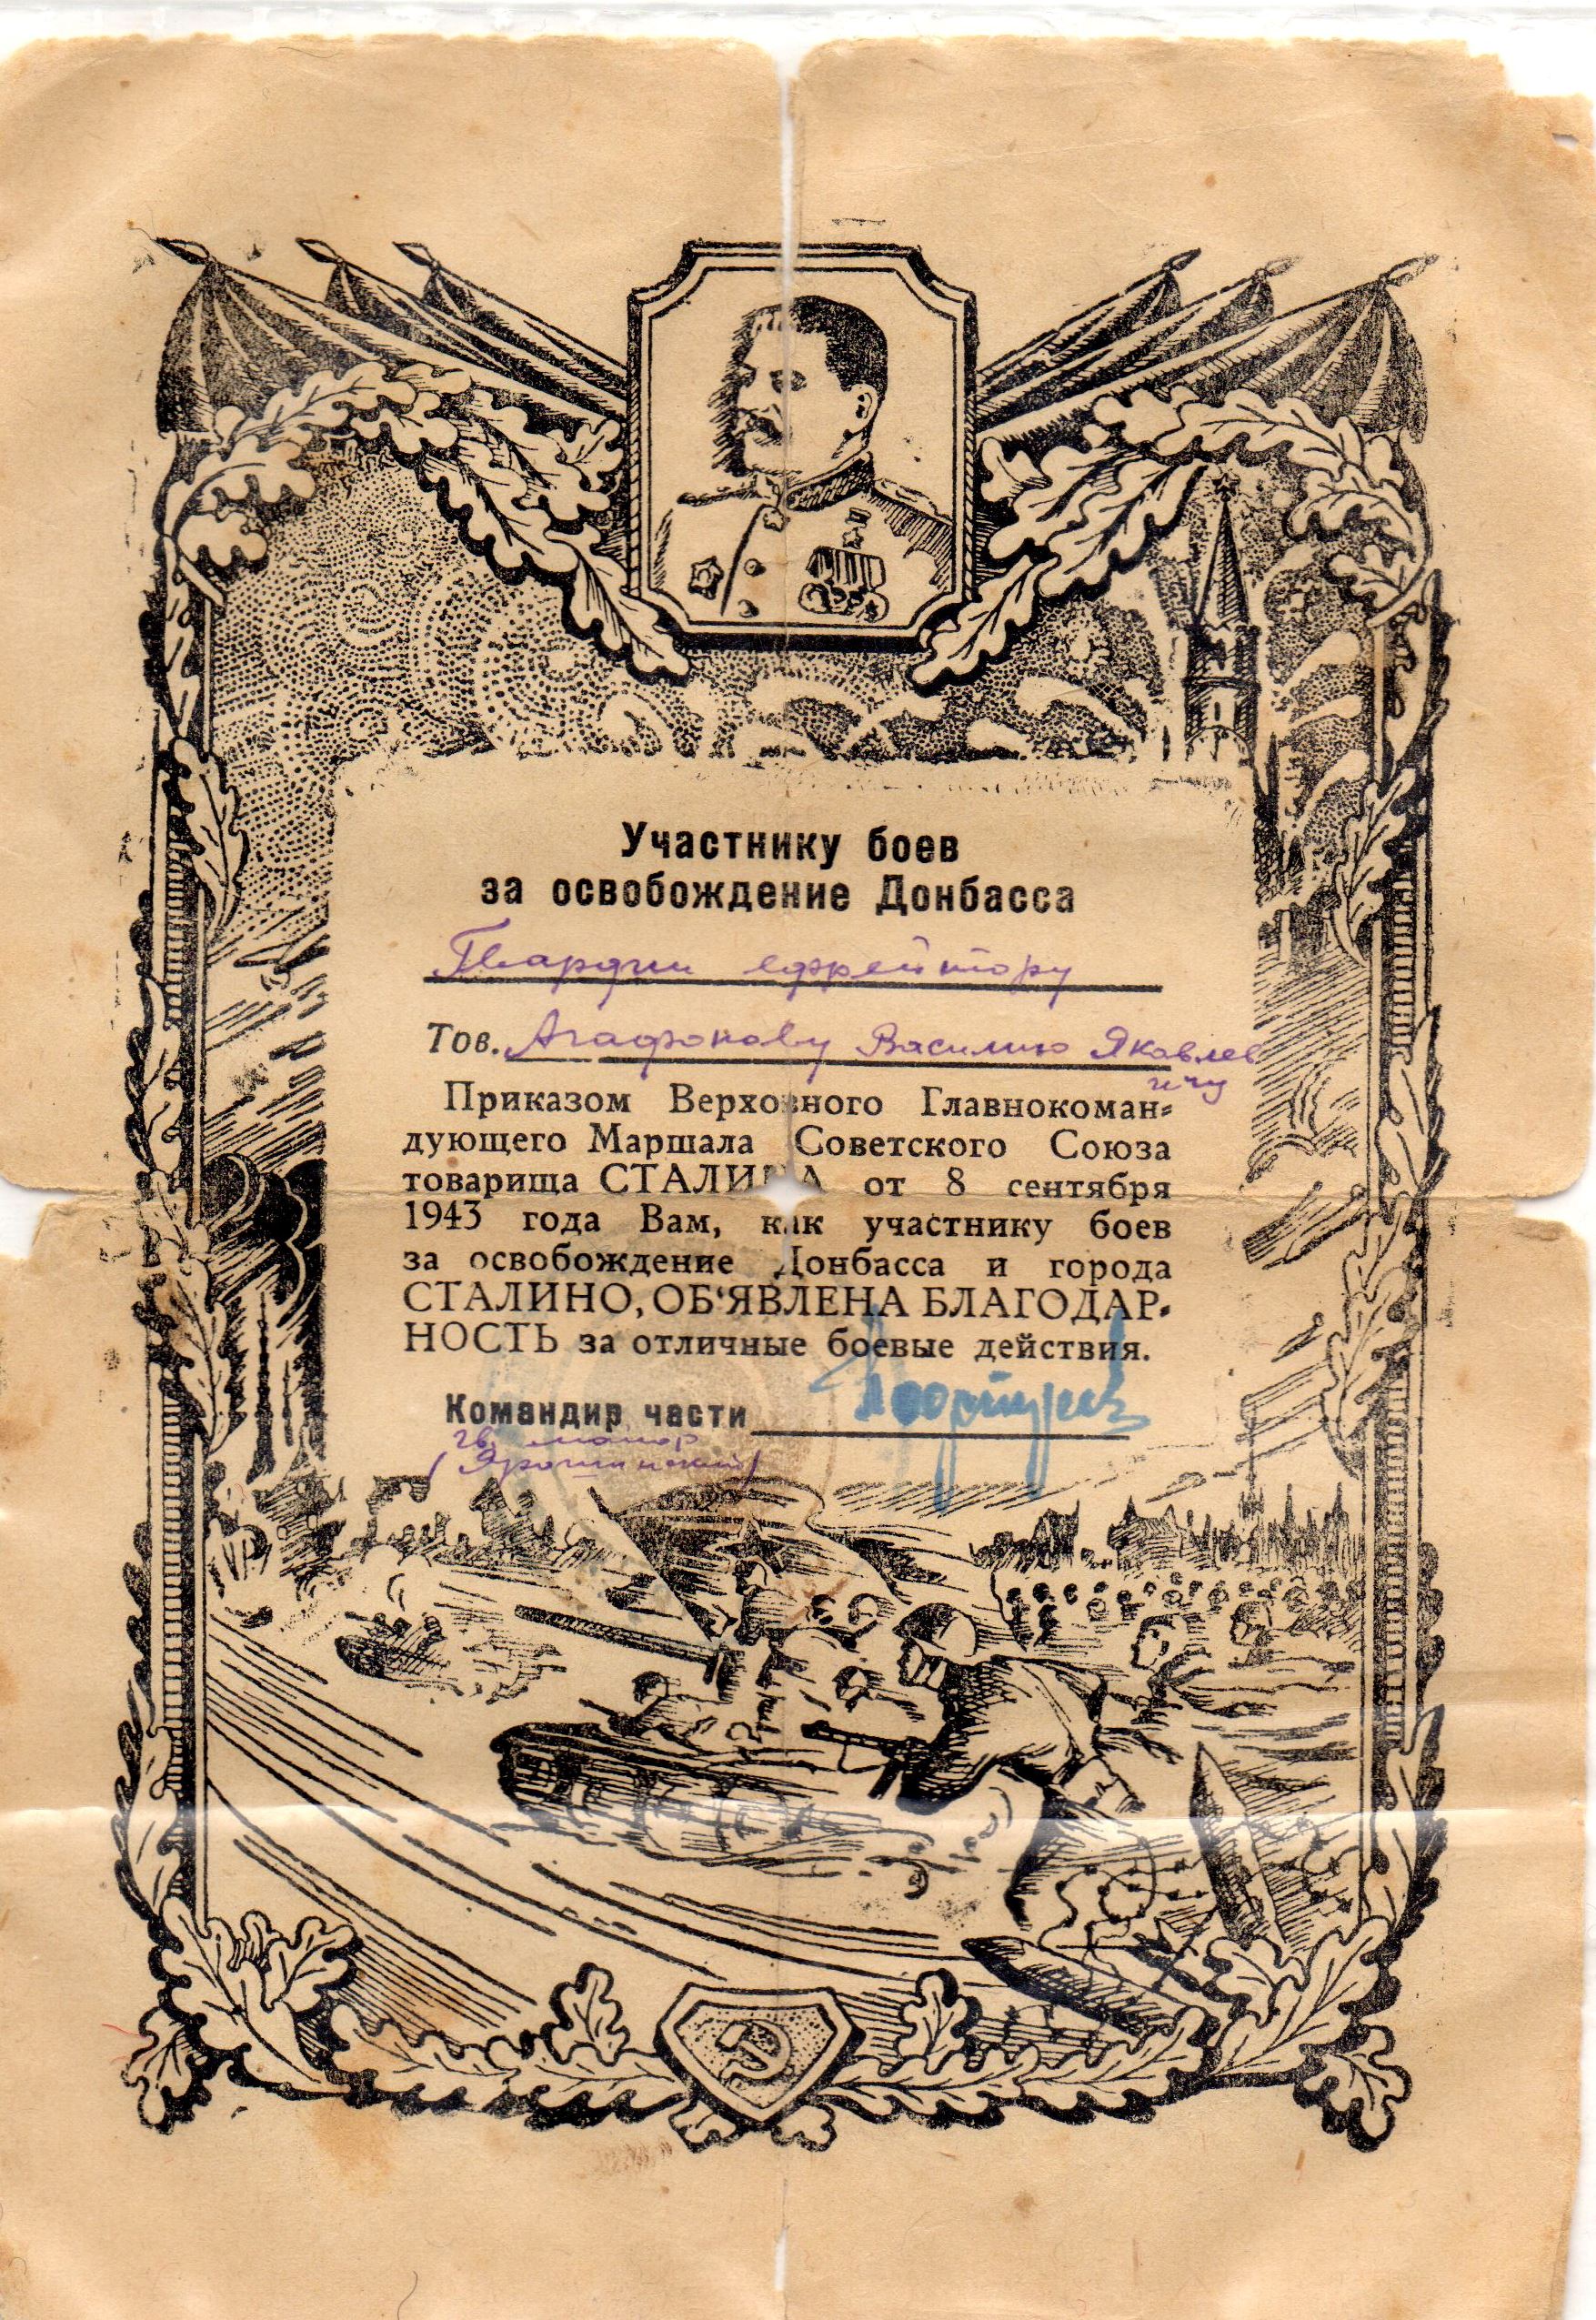 Участнику боев
за освобождение Донбасса
Гвардии ефрейтору
Тов. Агафонову Василию Яковлев
ичу
Приказом Верховного Главнокоман-
дующего Маршала Советского Союза
товарища СТАЛИНА от 8 сентября
1943 года Вам, как участнику боев
за освобождение Донбасса и города
СТАЛИНО, ОБ'ЯВЛЕНА БЛАГОДАР-
НОСТЬ за отличные боевые действия.
Командир части
гв. майор